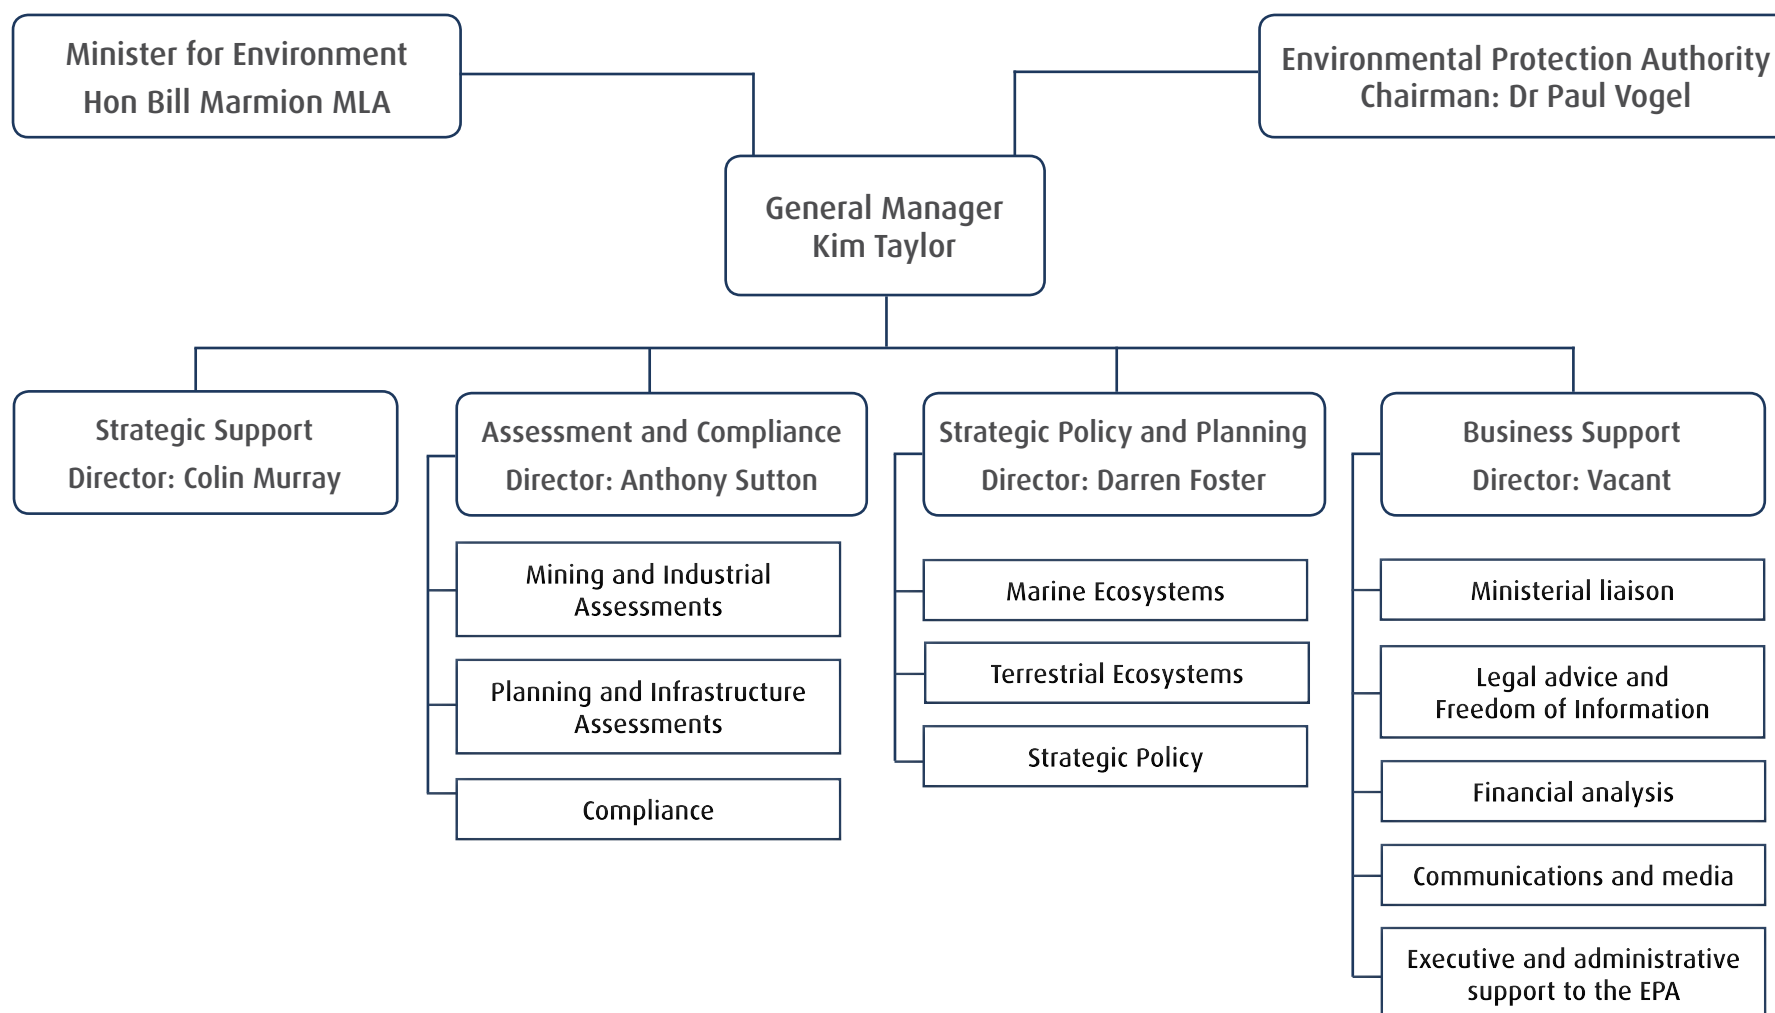 Minister for Environment
Hon Bill Marmion MLA
Environmental Protection Authority
Chairman: Dr Paul Vogel
General Manager
Kim Taylor
Strategic Support
Director: Colin Murray
Assessment and Compliance
Director: Anthony Sutton
Mining and Industrial
Assessments
Planning and Infrastructure
Assessments
Compliance
Strategic Policy and Planning
Director: Darren Foster
Marine Ecosystems
Terrestrial Ecosystems
Strategic Policy
Business Support
Director: Vacant
Ministerial liaison
Legal advice and
Freedom of Information
Financial analysis
Communications and media
Executive and administrative
support to the EPA